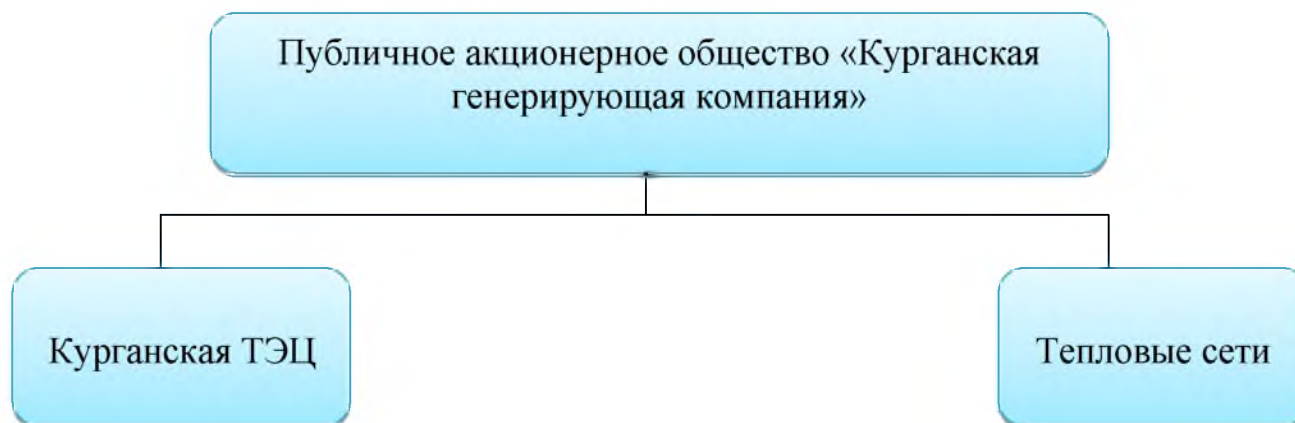 Публичное акционерное общество «Курганская
генерирующая компания»
Курганская ТЭЦ
Тепловые сети